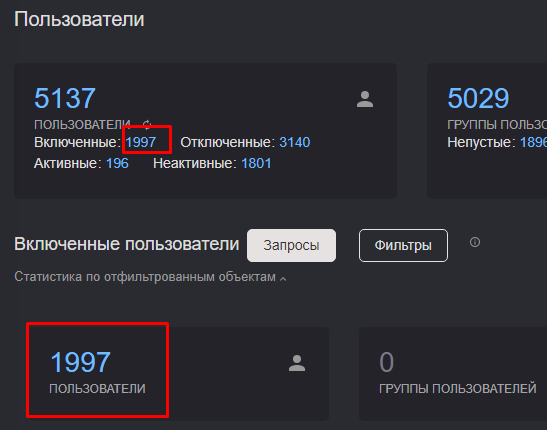 Пользователи
5137
5029
ПОЛЬЗОВАТЕЛИ
ГРУППЫ ПОЛЬЗО
Включенные: 1997 Отключенные: 3140
Непустые: 1896
Активные: 196 Неактивные: 1801
Включенные пользователи Запросы Фильтры
Статистика по отфильтрованным объектам
1997
0
ПОЛЬЗОВАТЕЛИ
ГРУППЫ ПОЛЬЗОВАТЕЛЕЙ